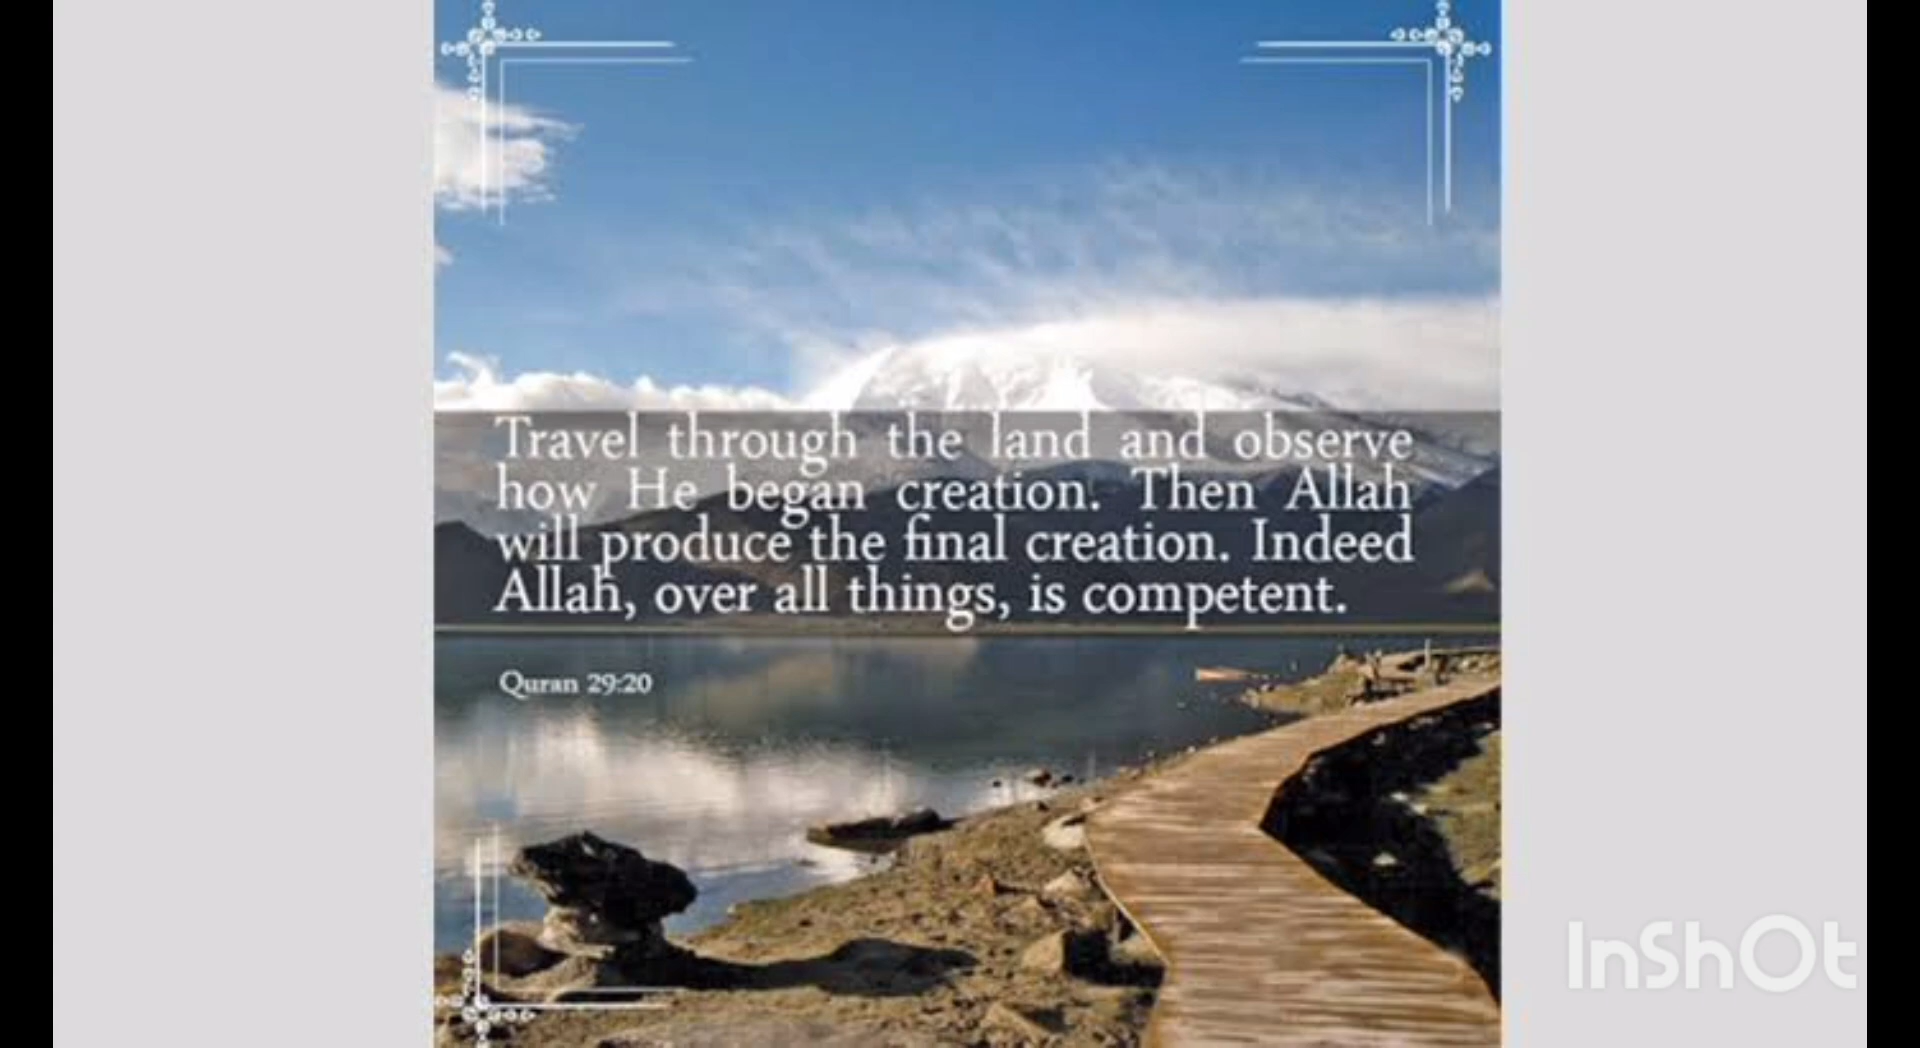 Travel through the land and observe
how He began creation. Then Allah
will produce the final creation. Indeed
Allah, over all things, is competent.
Quran 29:20
InShOt